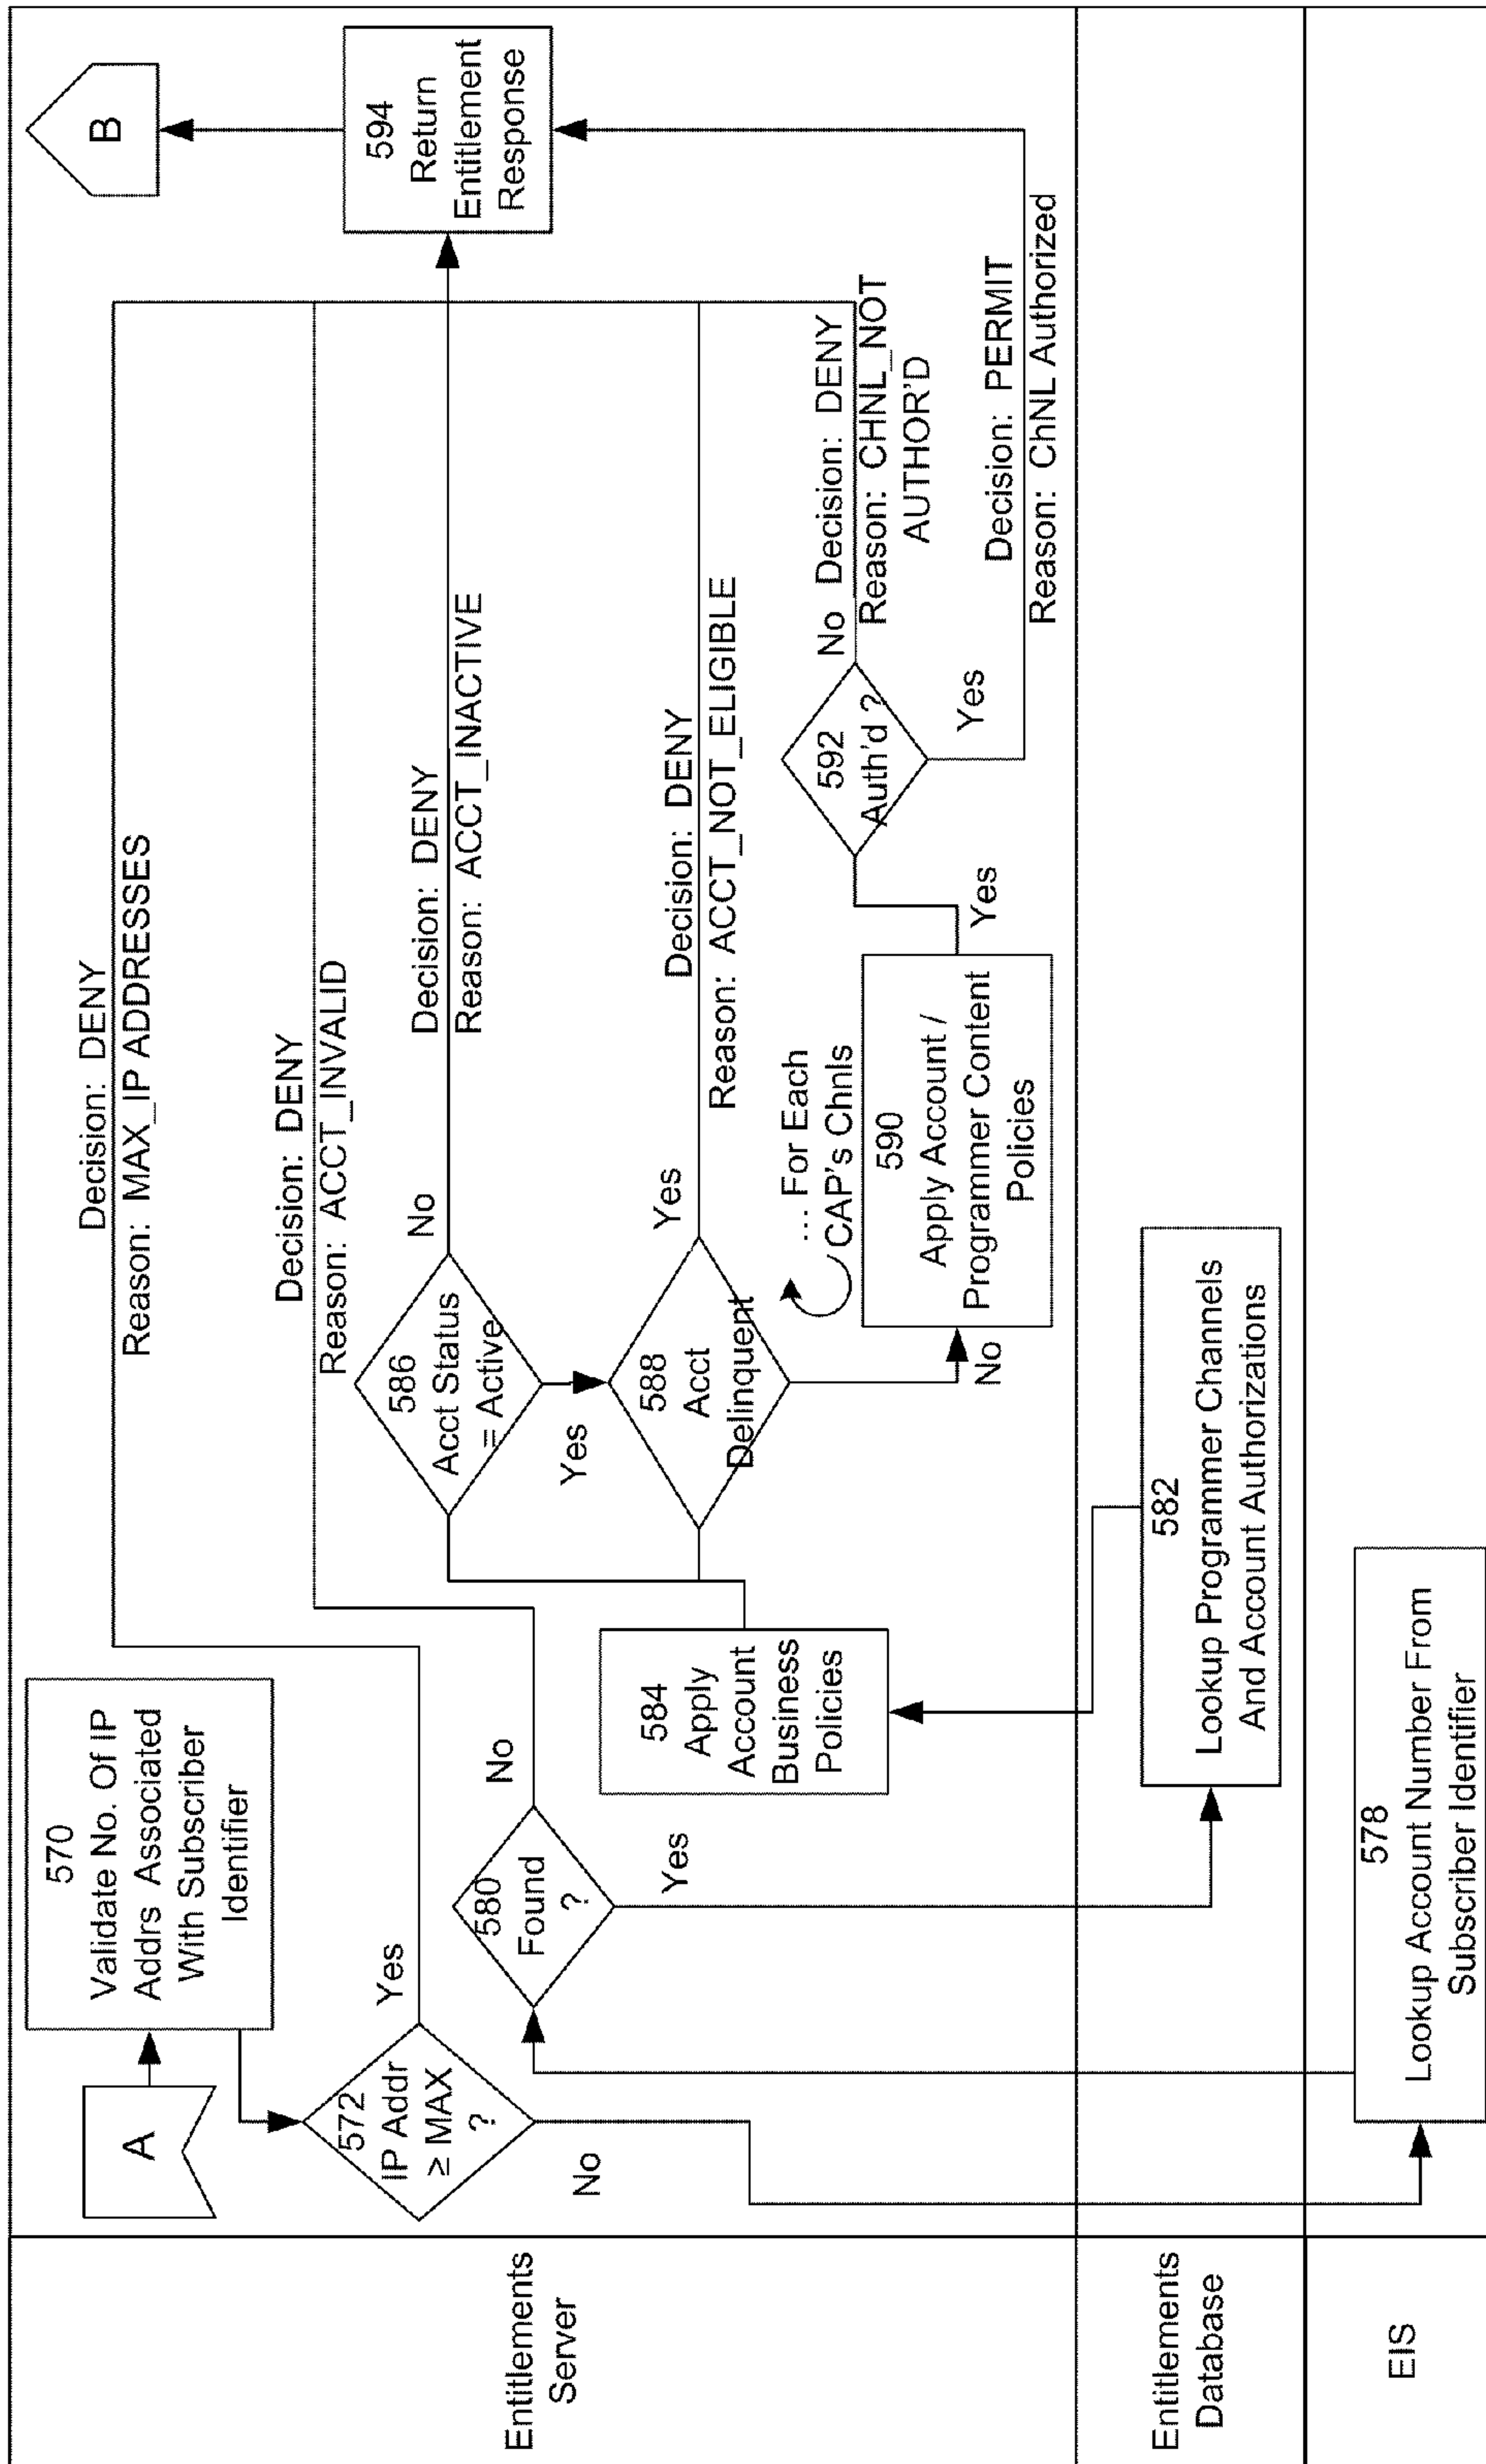 Entitlements
Server
A
570
Validate No. Of IP
Addrs Associated
With Subscriber
Identifier
572
IP Addr
≥ MAX
?
Yes
No
Decision: DENY
Reason: MAX_IP ADDRESSES
580
Found
?
No
Yes
Decision: DENY
Reason: ACCT_INVALID
584
Apply
Account
Business
Policies
586
Acct Status
= Active
No
Yes
Decision: DENY
Reason: ACCT_INACTIVE
588
Acct
Delinquent
Yes
No
Decision: DENY
Reason: ACCT_NOT_ELIGIBLE
... For Each
CAP's Chnls
590
Apply Account /
Programmer Content
Policies
Yes
592
Auth'd ?
No Decision: DENY
Reason: CHNL_NOT
AUTHOR'D
Yes
Decision: PERMIT
Reason: ChNL Authorized
594
Return
Entitlement
Response
B
Entitlements
Database
582
Lookup Programmer Channels
And Account Authorizations
EIS
578
Lookup Account Number From
Subscriber Identifier